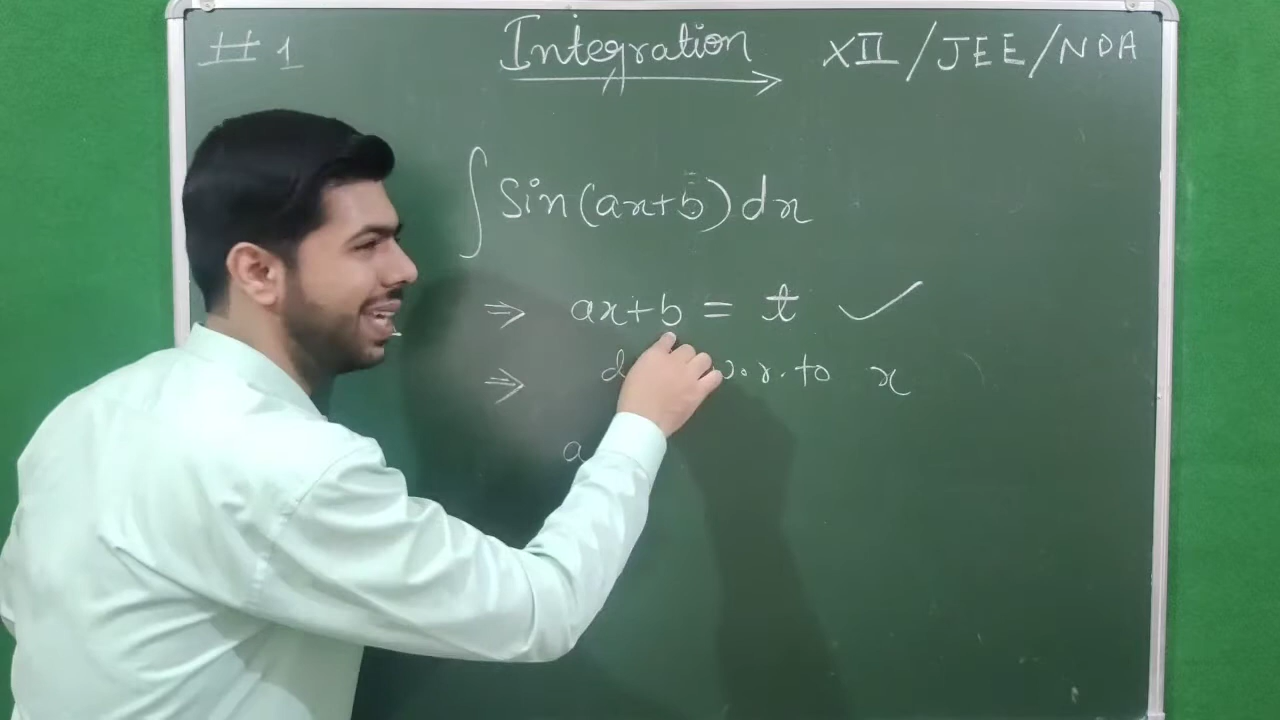 # 1 Integration XII/JEE/NDA
∫ Sin(ax+b) dx
⇒ ax+b = t ✓
⇒ w.r.to x
a